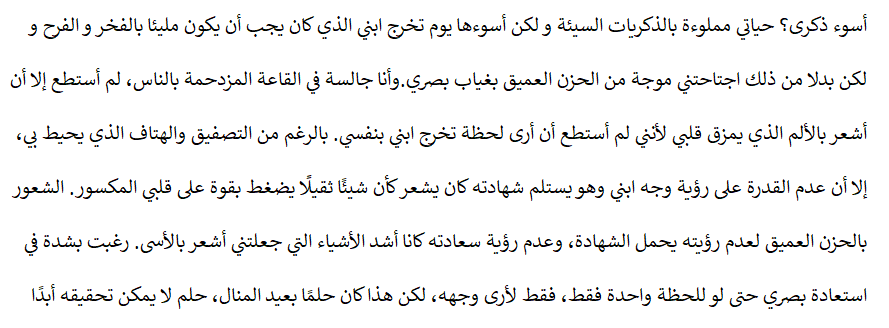 أسوء ذكرى؟ حياتي مملوءة بالذكريات السيئة و لكن أسوءها يوم تخرج ابني الذي كان يجب أن يكون مليئا بالفخر و الفرح و
لكن بدلا من ذلك اجتاحتني موجة من الحزن العميق بغياب بصري.وأنا جالسة في القاعة المزدحمة بالناس، لم أستطع إلا أن
أشعر بالألم الذي يمزق قلبي لأنني لم أستطع أن أرى لحظة تخرج ابني بنفسي. بالرغم من التصفيق والهتاف الذي يحيط بي،
إلا أن عدم القدرة على رؤية وجه ابني وهو يستلم شهادته كان يشعر كأن شيئًا ثقيلًا يضغط بقوة على قلبي المكسور. الشعور
بالحزن العميق لعدم رؤيته يحمل الشهادة، وعدم رؤية سعادته كانا أشد الأشياء التي جعلتني أشعر بالأسى. رغبت بشدة في
استعادة بصري حتى لو للحظة واحدة فقط، فقط لأرى وجهه، لكن هذا كان حلمًا بعيد المنال، حلم لا يمكن تحقيقه أبدًا